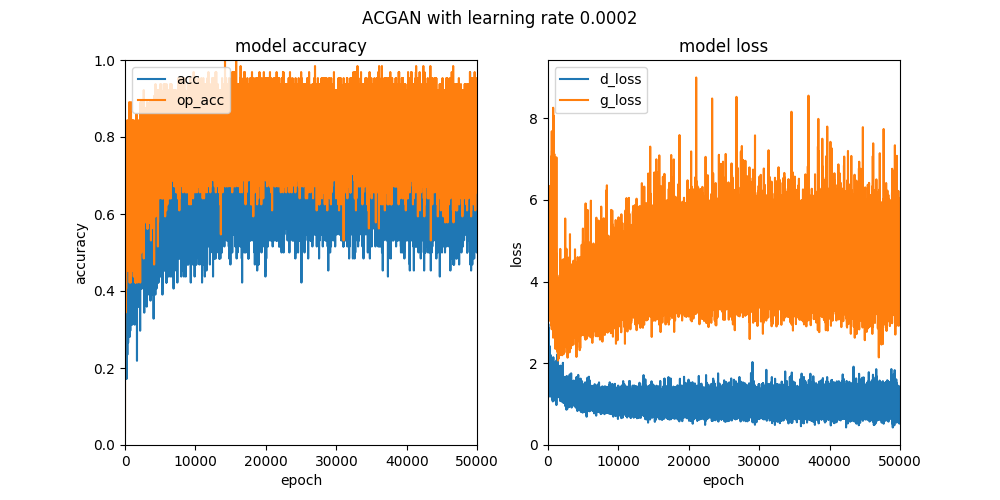 ACGAN with learning rate 0.0002
model accuracy
acc
op_acc
accuracy
1.0
0.8
0.6
0.4
0.2
0.0
0 10000 20000 30000 40000 50000
epoch
model loss
d_loss
g_loss
loss
8
6
4
2
0
0 10000 20000 30000 40000 50000
epoch